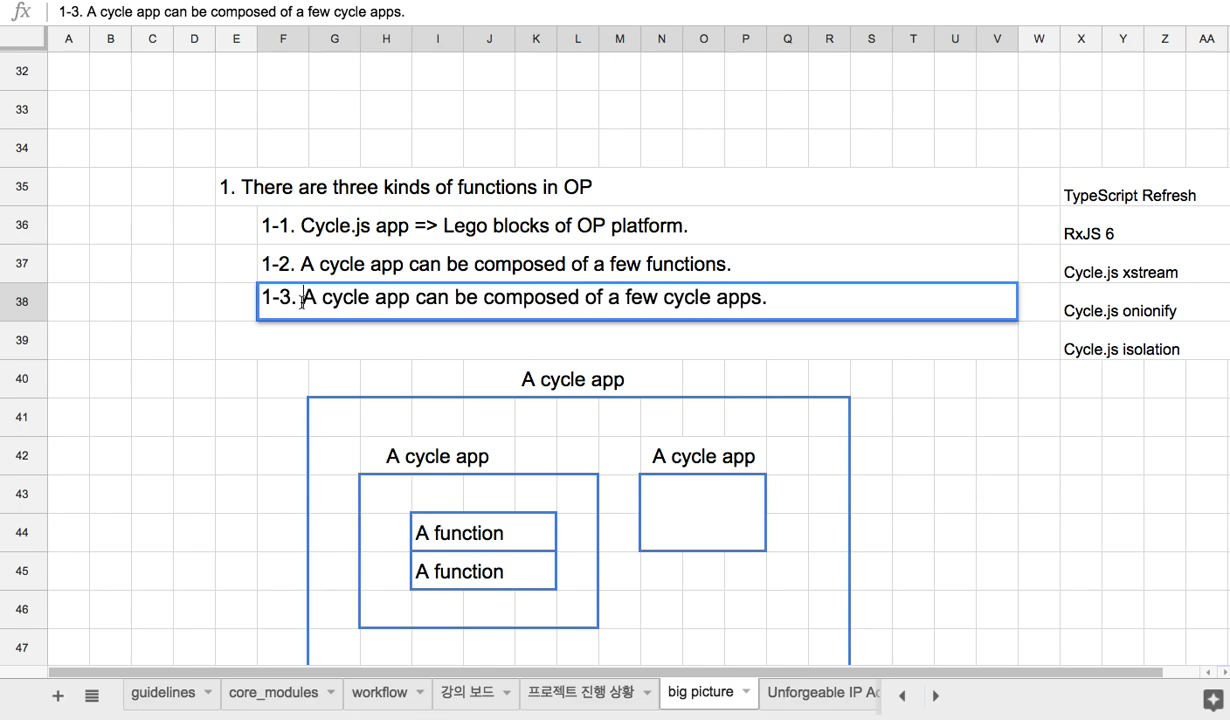 fx 1-3. A cycle app can be composed of a few cycle apps.
A B C D E F G H I J K L M N O P Q R S T U V W X Y Z AA
32
33
34
35 1. There are three kinds of functions in OP
TypeScript Refresh
36 1-1. Cycle.js app => Lego blocks of OP platform.
RxJS 6
37 1-2. A cycle app can be composed of a few functions.
Cycle.js xstream
38 1-3. A cycle app can be composed of a few cycle apps.
Cycle.js onionify
39
Cycle.js isolation
40 A cycle app
41
42 A cycle app A cycle app
43
44 A function
45 A function
46
47
guidelines core_modules workflow 강의 보드 프로젝트 진행 상황 big picture Unforgeable IP Ac